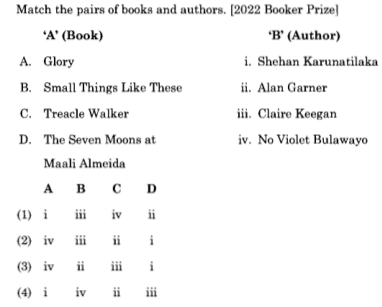 Match the pairs of books and authors. [2022 Booker Prize]
'A' (Book) 'B' (Author)
A. Glory i. Shehan Karunatilaka
B. Small Things Like These ii. Alan Garner
C. Treacle Walker iii. Claire Keegan
D. The Seven Moons at iv. No Violet Bulawayo
Maali Almeida
A B C D
(1) i iii iv ii
(2) iv iii ii i
(3) iv ii iii i
(4) i iv ii iii